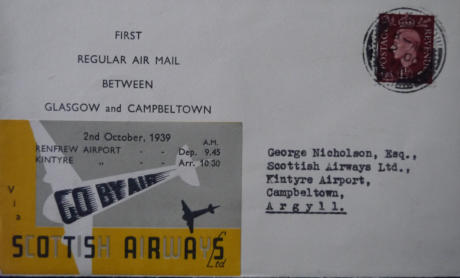 FIRST
REGULAR AIR MAIL
BETWEEN
GLASGOW and CAMPBELTOWN
2nd October, 1939
A.M.
RENFREW AIRPORT - - Dep. 9.45
KINTYRE " - - Arr. 10.30
GO BY AIR
Via
SCOTTISH AIRWAYS Ltd
POSTAGE REVENUE
George Nicholson, Esq.,
Scottish Airways Ltd.,
Kintyre Airport,
Campbeltown,
Argyll.